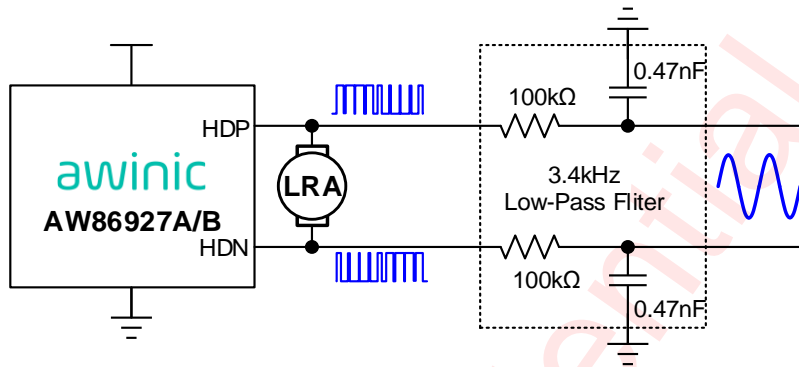 0.47nF
100kΩ
HDP
awinic
AW86927A/B
LRA
3.4kHz
Low-Pass Fliter
HDN
100kΩ
0.47nF